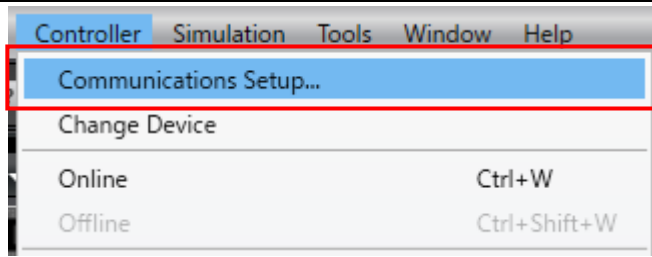 Controller Simulation Tools Window Help
Communications Setup...
Change Device
Online Ctrl+W
Offline Ctrl+Shift+W